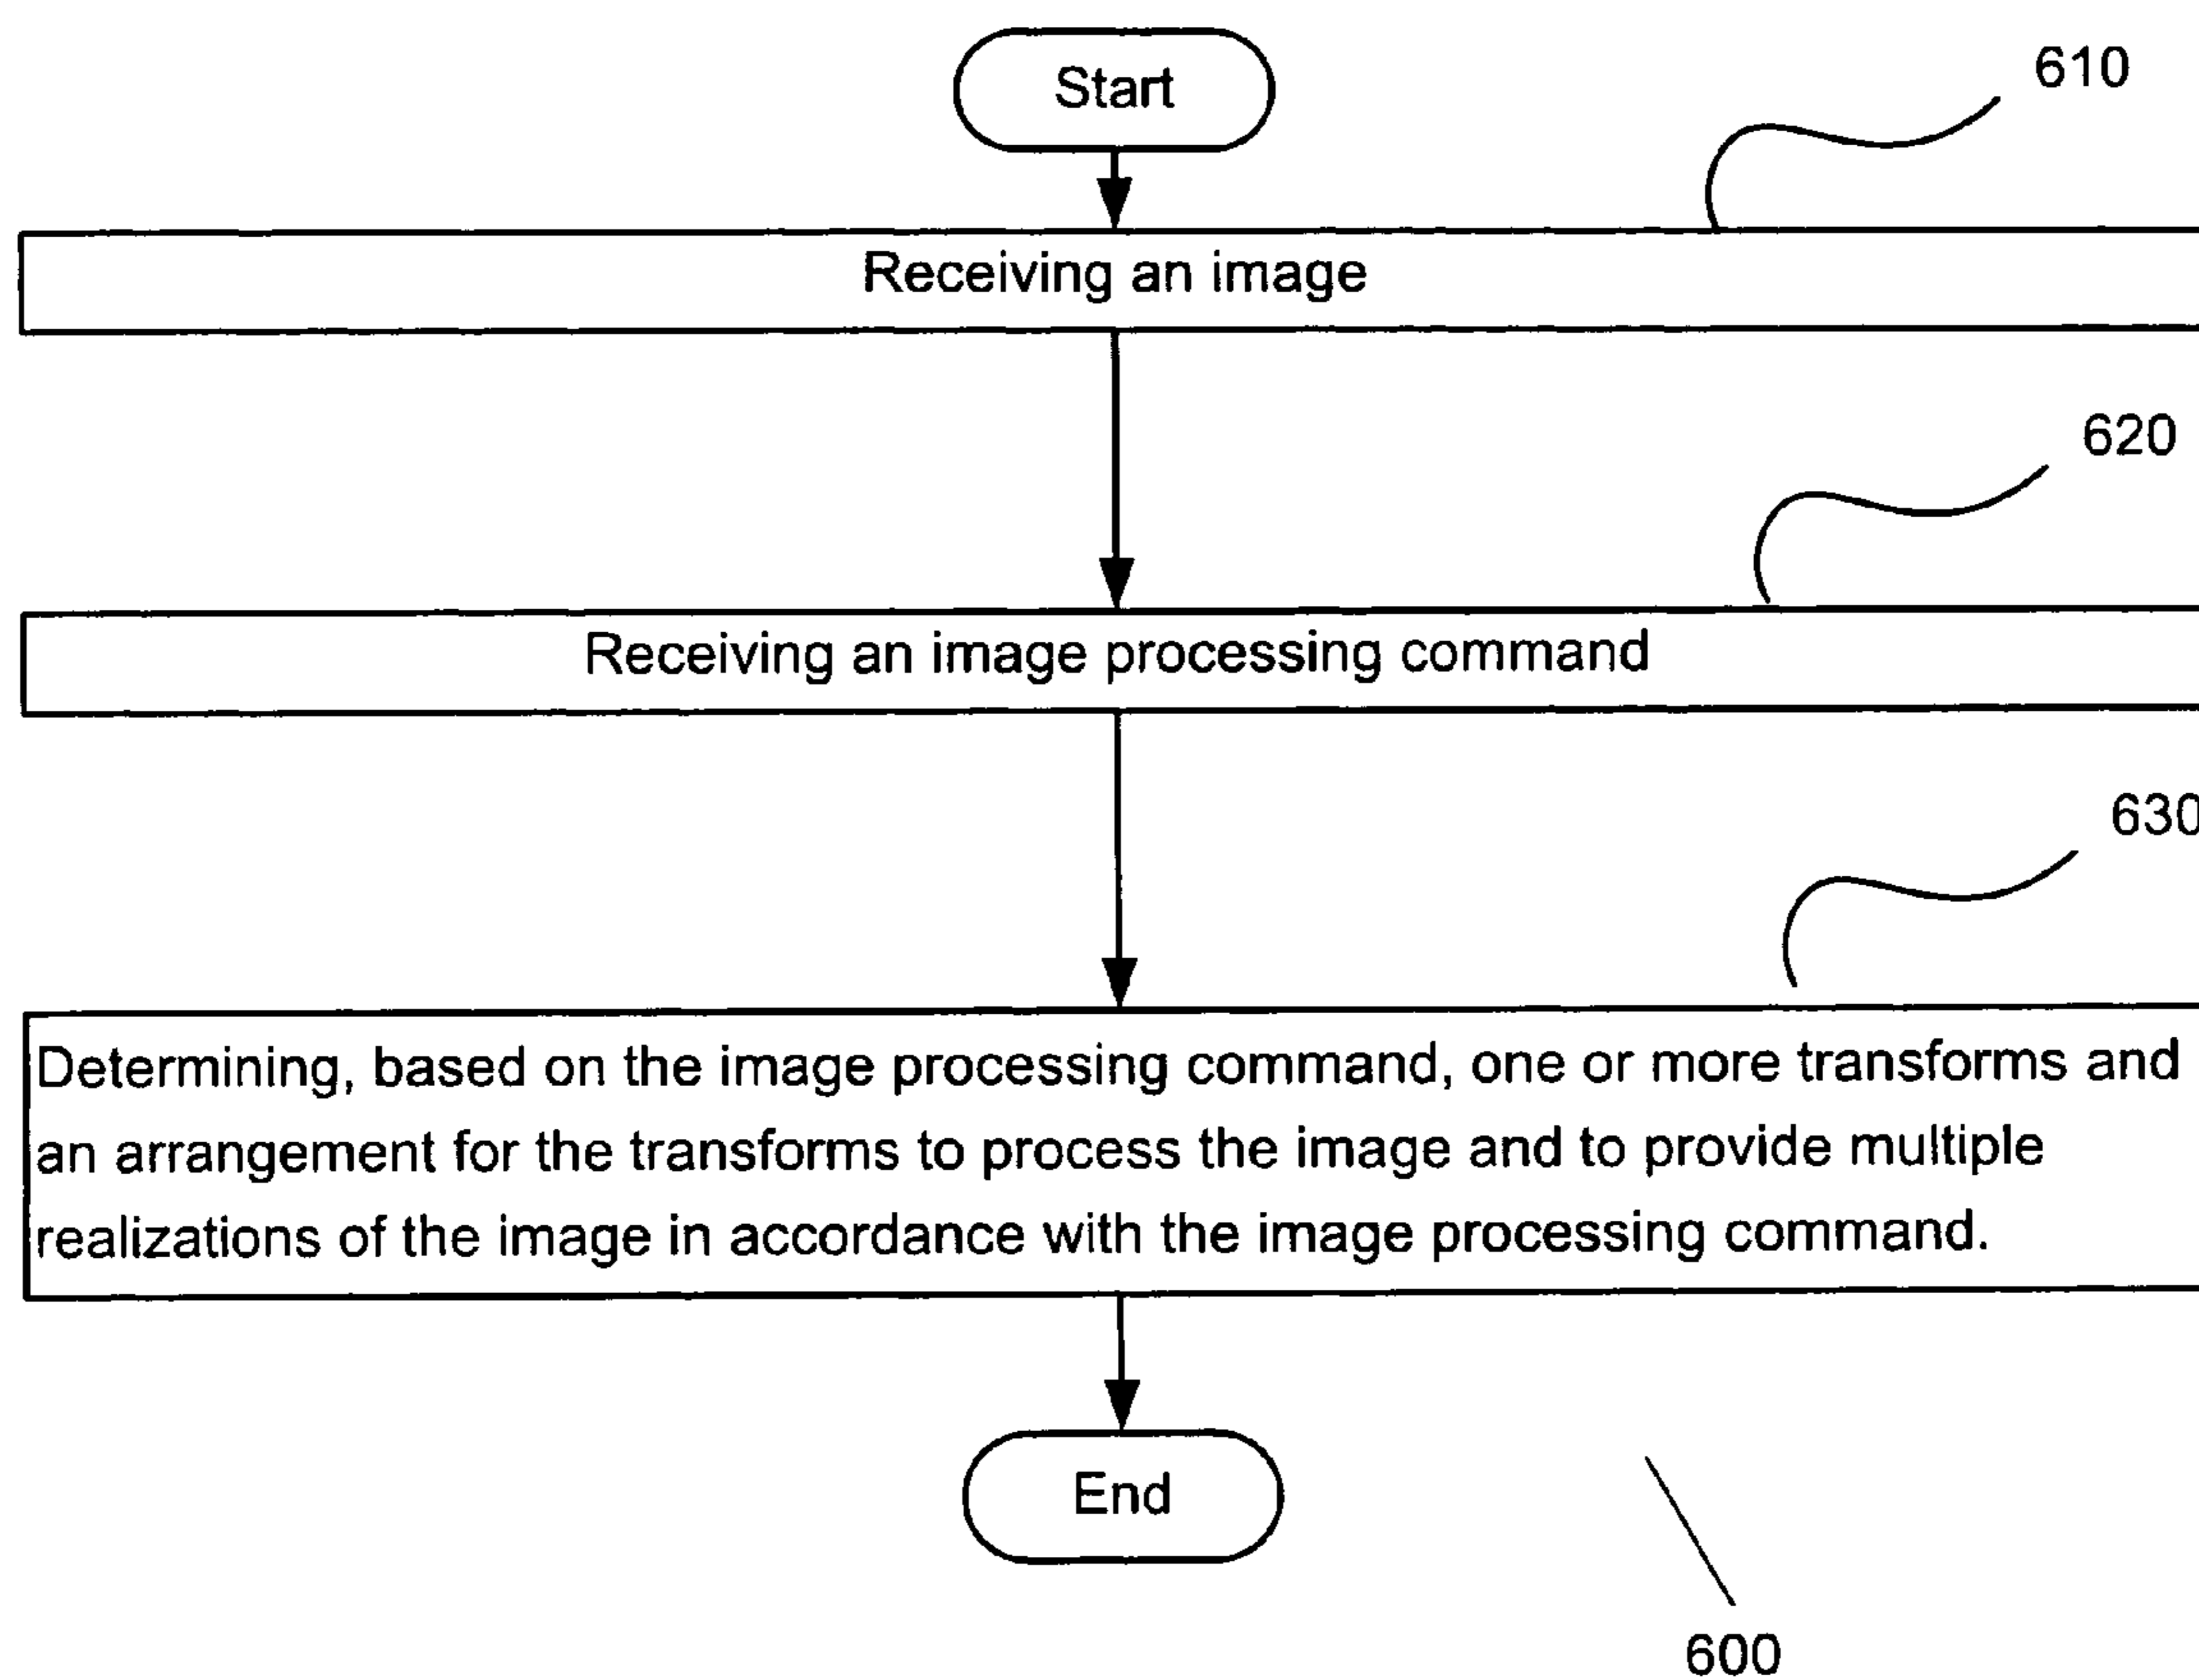 Start
610
Receiving an image
620
Receiving an image processing command
630
Determining, based on the image processing command, one or more transforms and
an arrangement for the transforms to process the image and to provide multiple
realizations of the image in accordance with the image processing command.
End
600